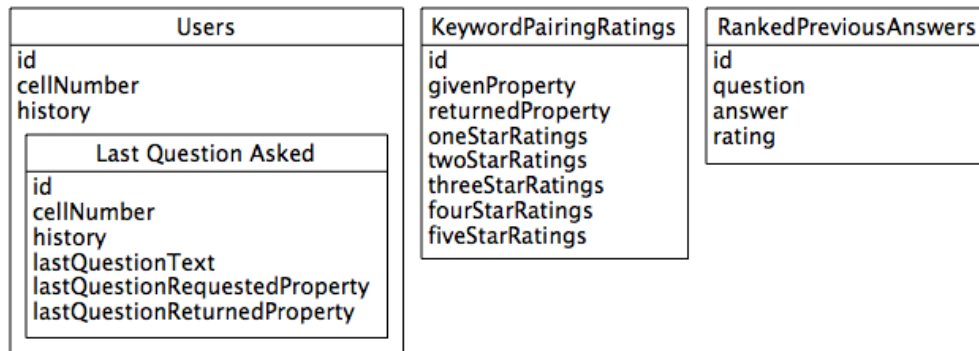 Users
id
cellNumber
history
Last Question Asked
id
cellNumber
history
lastQuestionText
lastQuestionRequestedProperty
lastQuestionReturnedProperty
KeywordPairingRatings
id
givenProperty
returnedProperty
oneStarRatings
twoStarRatings
threeStarRatings
fourStarRatings
fiveStarRatings
RankedPreviousAnswers
id
question
answer
rating